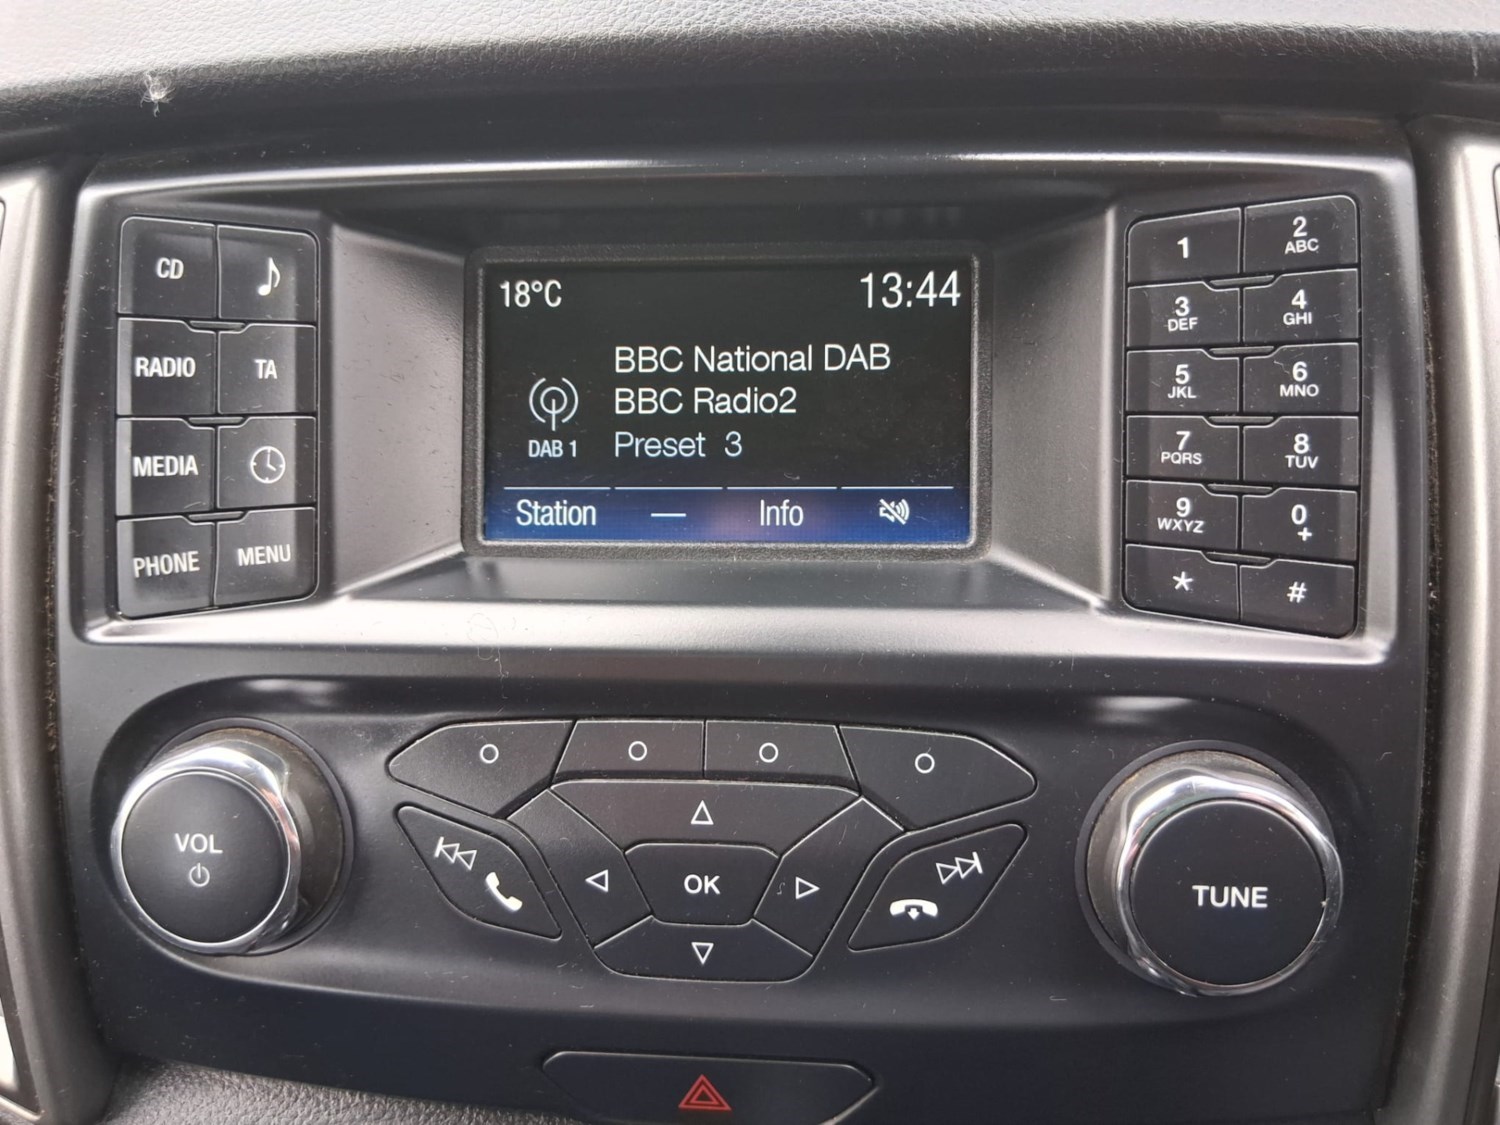 CD
RADIO TA
MEDIA
PHONE MENU
18°C 13:44
BBC National DAB
BBC Radio2
DAB 1 Preset 3
Station — Info
1 2 ABC
3 DEF 4 GHI
5 JKL 6 MNO
7 PQRS 8 TUV
9 WXYZ 0 +
* #
VOL
OK
TUNE